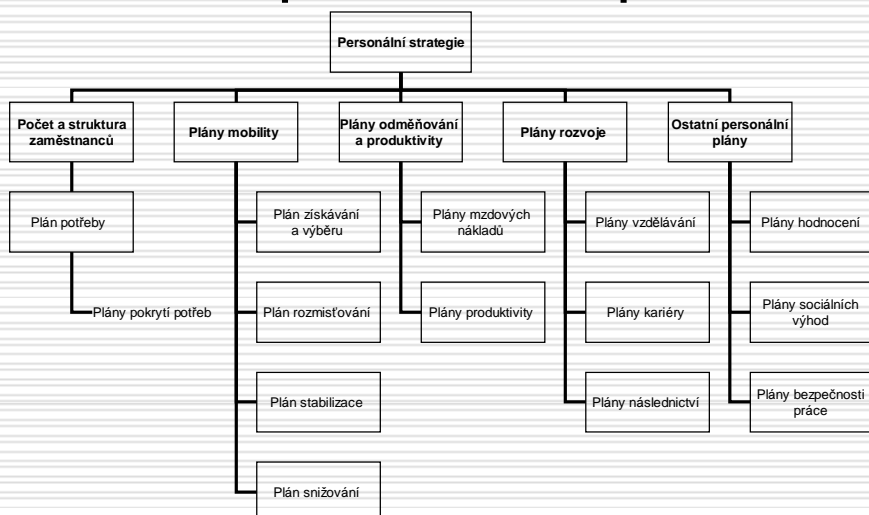 Personální strategie
Počet a struktura
zaměstnanců
Plány mobility
Plány odměňování
a produktivity
Plány rozvoje
Ostatní personální
plány
Plán potřeby
Plán získávání
a výběru
Plány mzdových
nákladů
Plány vzdělávání
Plány hodnocení
Plány pokrytí potřeb
Plán rozmisťování
Plány produktivity
Plány kariéry
Plány sociálních
výhod
Plán stabilizace
Plány následnictví
Plány bezpečnosti
práce
Plán snižování